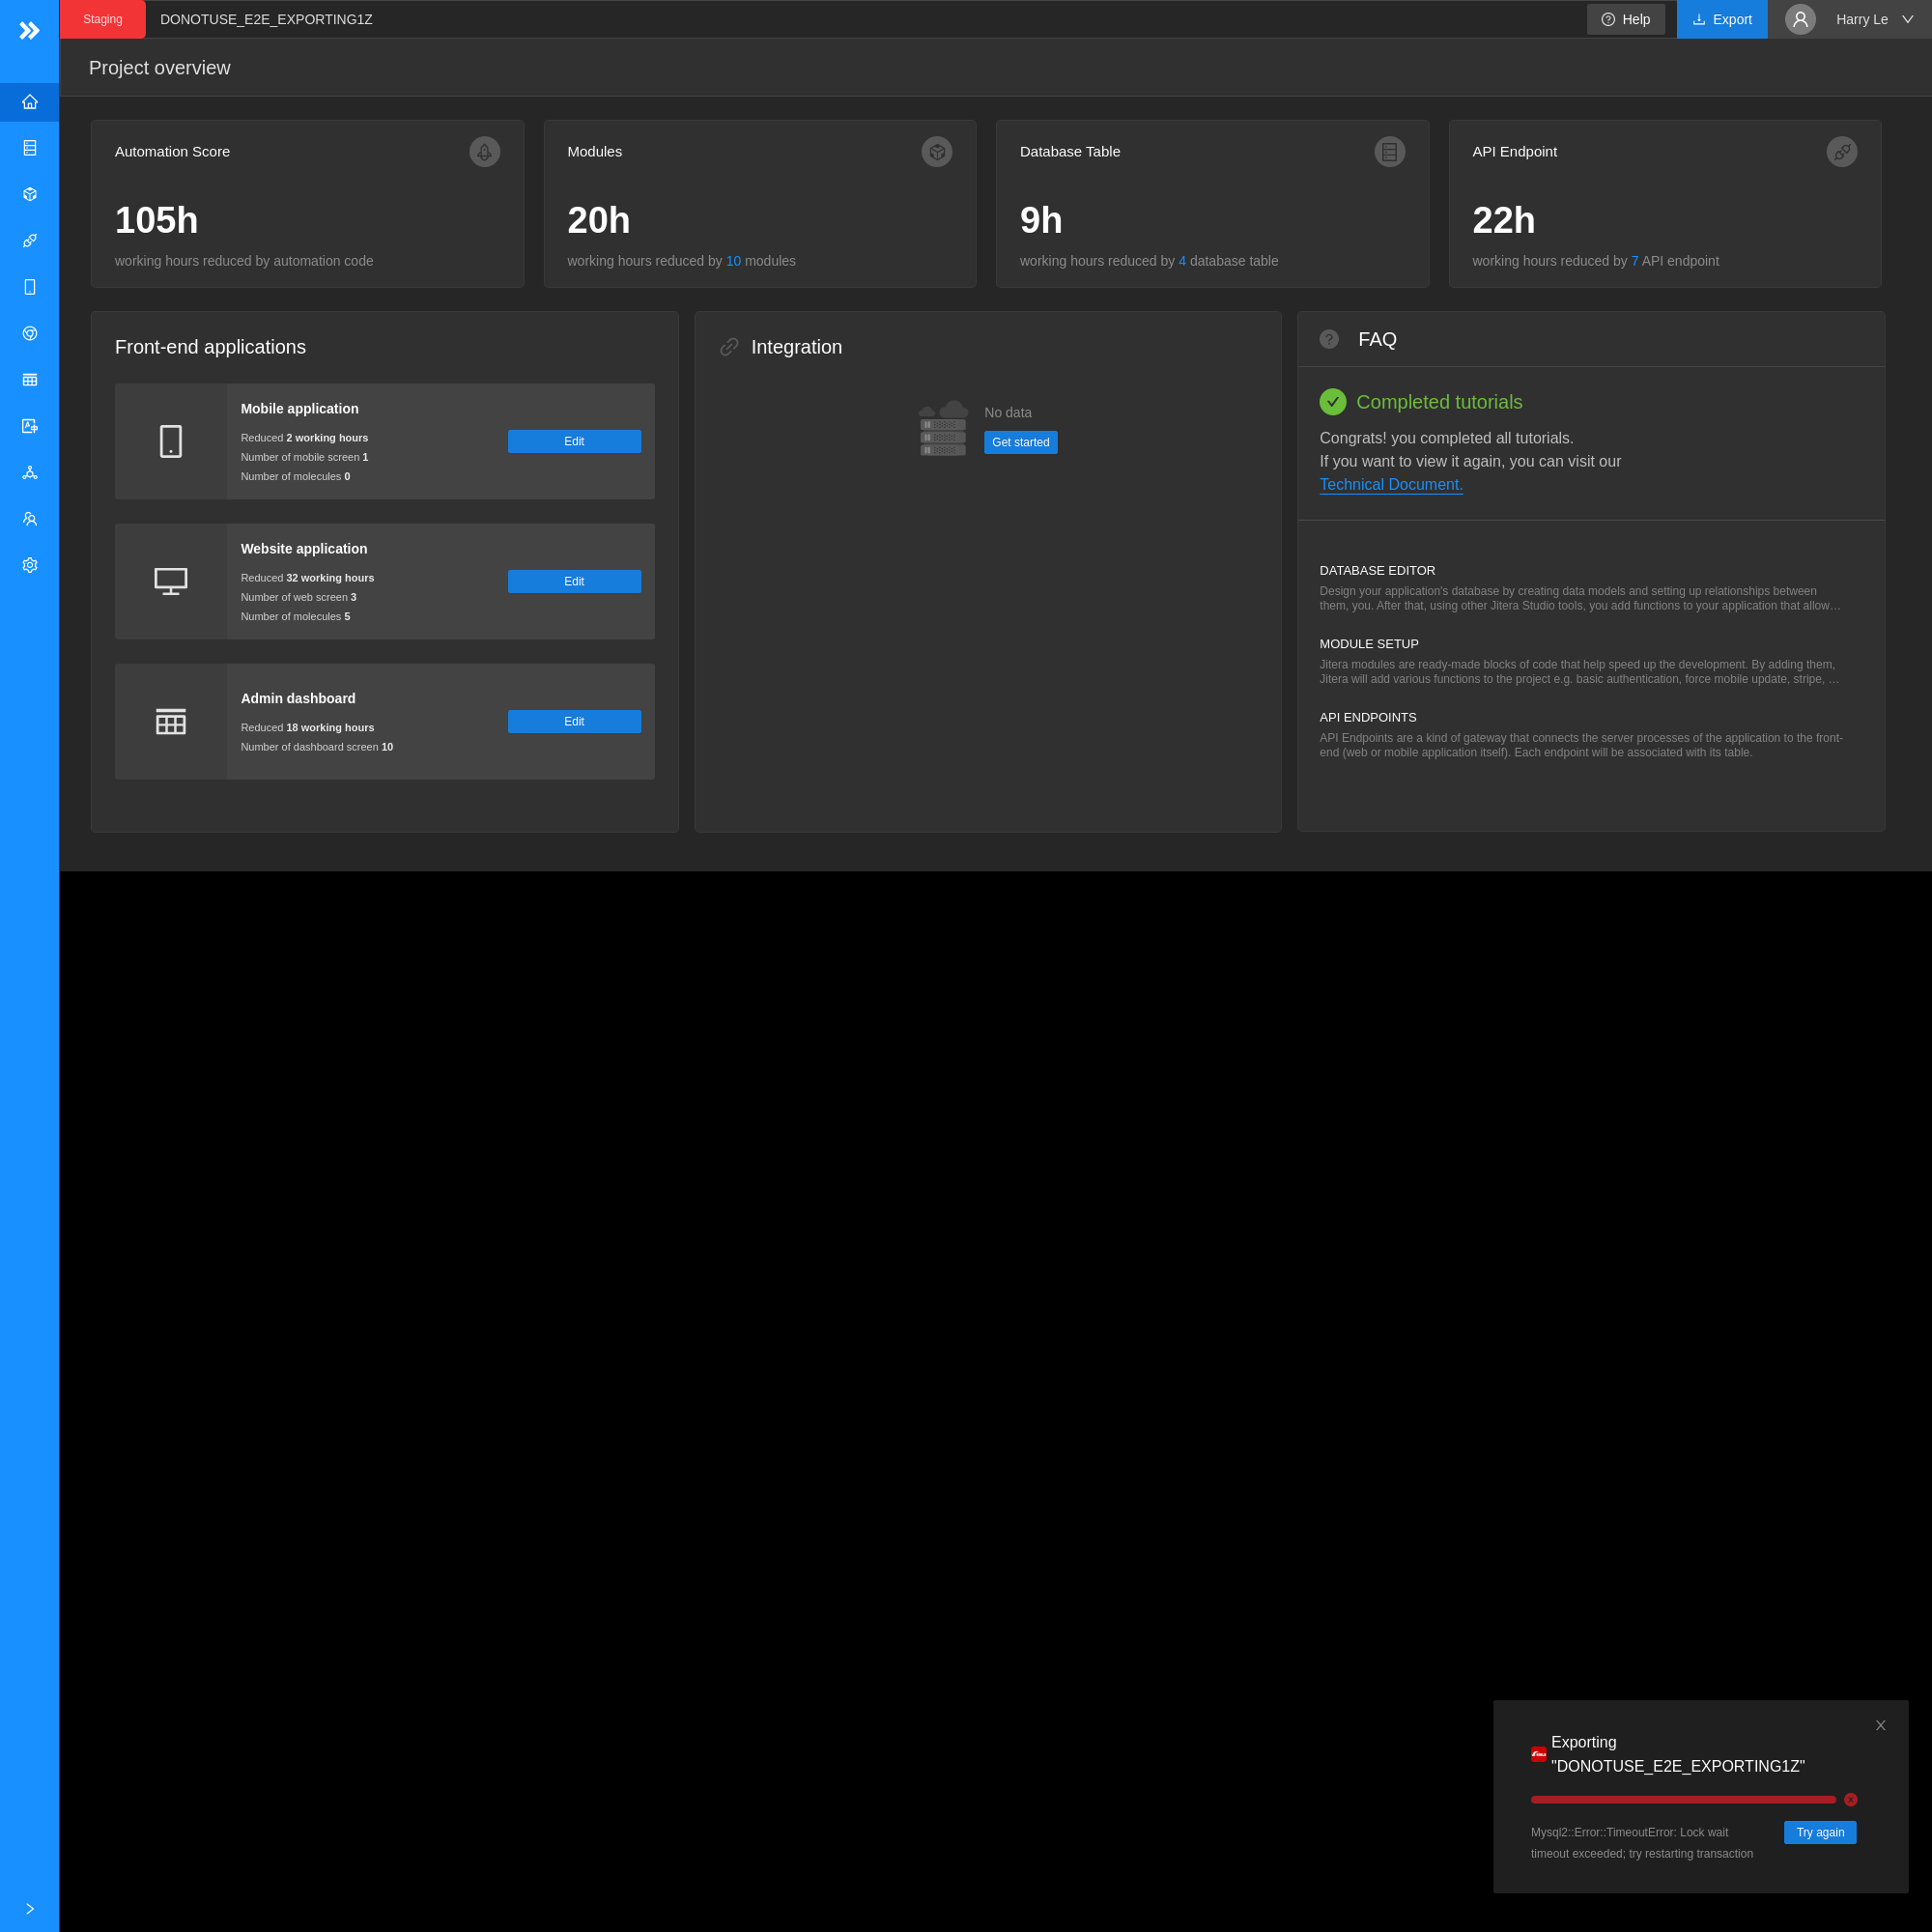 Staging
DONOTUSE_E2E_EXPORTING1Z
Help
Export
Harry Le
Project overview
Automation Score
105h
working hours reduced by automation code
Modules
20h
working hours reduced by 10 modules
Database Table
9h
working hours reduced by 4 database table
API Endpoint
22h
working hours reduced by 7 API endpoint
Front-end applications
Mobile application
Reduced 2 working hours
Number of mobile screen 1
Number of molecules 0
Edit
Website application
Reduced 32 working hours
Number of web screen 3
Number of molecules 5
Edit
Admin dashboard
Reduced 18 working hours
Number of dashboard screen 10
Edit
Integration
No data
Get started
FAQ
Completed tutorials
Congrats! you completed all tutorials.
If you want to view it again, you can visit our
Technical Document.
DATABASE EDITOR
Design your application's database by creating data models and setting up relationships between
them, you. After that, using other Jitera Studio tools, you add functions to your application that allow…
MODULE SETUP
Jitera modules are ready-made blocks of code that help speed up the development. By adding them,
Jitera will add various functions to the project e.g. basic authentication, force mobile update, stripe, …
API ENDPOINTS
API Endpoints are a kind of gateway that connects the server processes of the application to the front-
end (web or mobile application itself). Each endpoint will be associated with its table.
Exporting
"DONOTUSE_E2E_EXPORTING1Z"
Mysql2::Error::TimeoutError: Lock wait
timeout exceeded; try restarting transaction
Try again